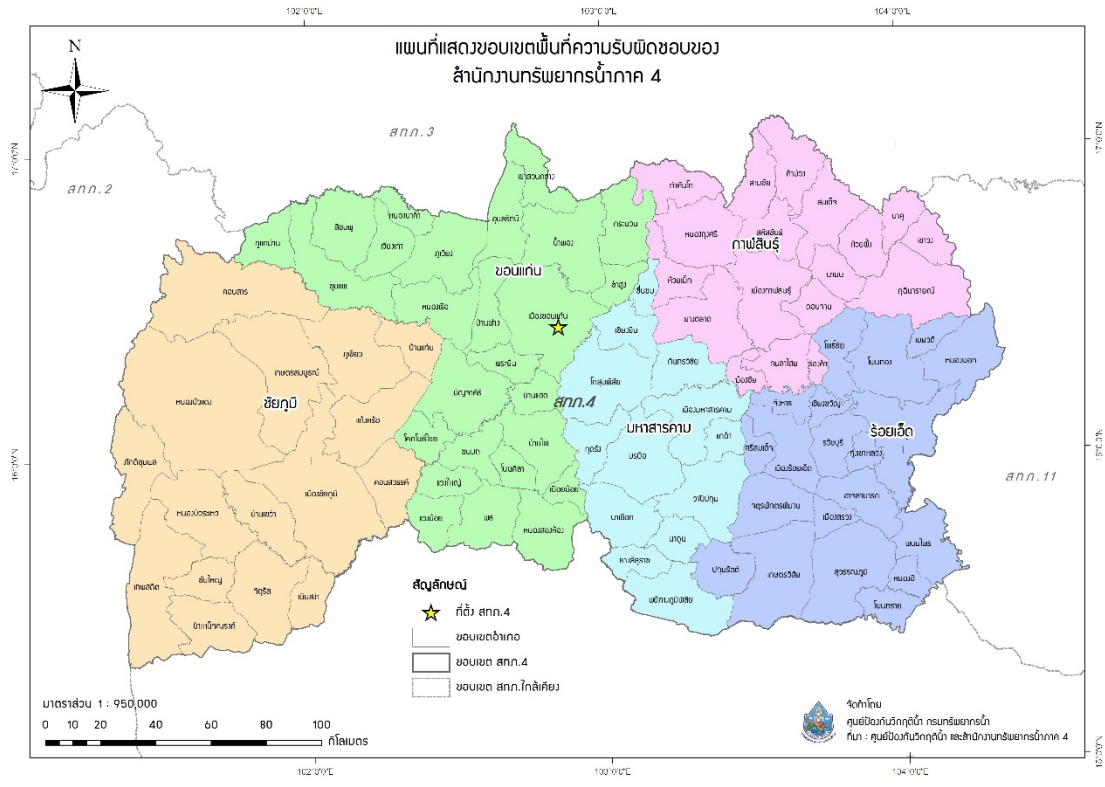 102°0'0"E 103°0'0"E 104°0'0"E
แผนที่แสดงขอบเขตพื้นที่ความรับผิดชอบของ
สำนักงานทรัพยากรน้ำภาค 4
N
17°0'0"N
17°0'0"N
สทภ.3
สทภ.2
เขาสวนกวาง
ท่าคันโท
สามชัย
คำม่วง
สมเด็จ
หนองนาคำ
อุบลรัตน์
กระนวน
นาคู
เขาวง
สีชมพู
ภูผาม่าน
เวียงเก่า
ภูเวียง
น้ำพอง
หนองกุงศรี
สหัสขันธ์
กาฬสินธุ์
ห้วยผึ้ง
ขอนแก่น
ห้วยเม็ก
นามน
กุฉินารายณ์
คอนสาร
ชุมแพ
หนองเรือ
ซำสูง
ชื่นชม
เมืองกาฬสินธุ์
ดอนจาน
บ้านฝาง
เมืองขอนแก่น
เชียงยืน
ยางตลาด
โพธิ์ชัย
เมยวดี
ภูเขียว
บ้านแท่น
พระยืน
กันทรวิชัย
กมลาไสย
ร่องคำ
โพนทอง
หนองพอก
เกษตรสมบูรณ์
ฆ้องชัย
มัญจาคีรี
บ้านแฮด
โกสุมพิสัย
จังหาร
เชียงขวัญ
หนองบัวแดง
ชัยภูมิ
สทภ.4
เมืองมหาสารคาม
แก้งคร้อ
มหาสารคาม
แกดำ
ร้อยเอ็ด
โคกโพธิ์ไชย
บ้านไผ่
กุดรัง
บรบือ
ศรีสมเด็จ
ธวัชบุรี
ทุ่งเขาหลวง
ภักดีชุมพล
ชนบท
โนนศิลา
เมืองร้อยเอ็ด
16°0'0"N
16°0'0"N
คอนสวรรค์
แวงใหญ่
เปือยน้อย
วาปีปทุม
อาจสามารถ
สทภ.11
เมืองชัยภูมิ
จตุรพักตรพิมาน
หนองบัวระเหว
บ้านเขว้า
แวงน้อย
พล
หนองสองห้อง
นาเชือก
เมืองสรวง
นาดูน
พนมไพร
ยางสีสุราช
ปทุมรัตต์
เกษตรวิสัย
สุวรรณภูมิ
หนองฮี
เทพสถิต
ซับใหญ่
จัตุรัส
เนินสง่า
พยัคฆภูมิพิสัย
โพนทราย
บำเหน็จณรงค์
สัญลักษณ์
ที่ตั้ง สทภ.4
ขอบเขตอำเภอ
ขอบเขต สทภ.4
ขอบเขต สทภ.ใกล้เคียง
มาตราส่วน 1 : 950,000
0 10 20 40 60 80 100
กิโลเมตร
จัดทำโดย
ศูนย์ป้องกันวิกฤติน้ำ กรมทรัพยากรน้ำ
ที่มา : ศูนย์ป้องกันวิกฤติน้ำ และสำนักงานทรัพยากรน้ำภาค 4
15°0'0"N
102°0'0"E 103°0'0"E 104°0'0"E